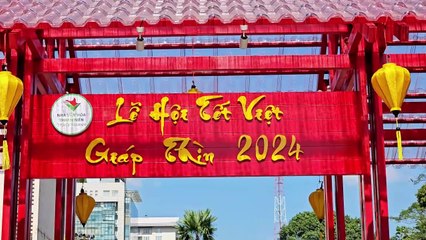 Lễ Hội Tết Việt
Giáp Thìn 2024